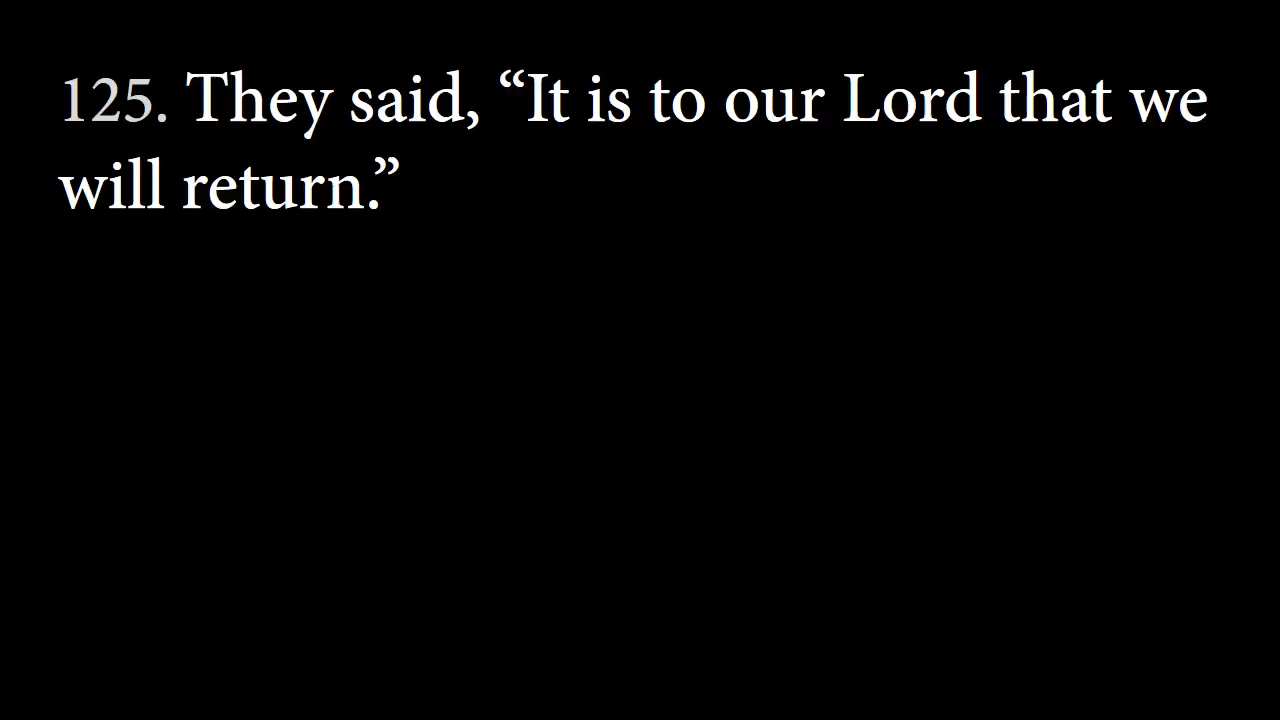 125. They said, “It is to our Lord that we
will return.”